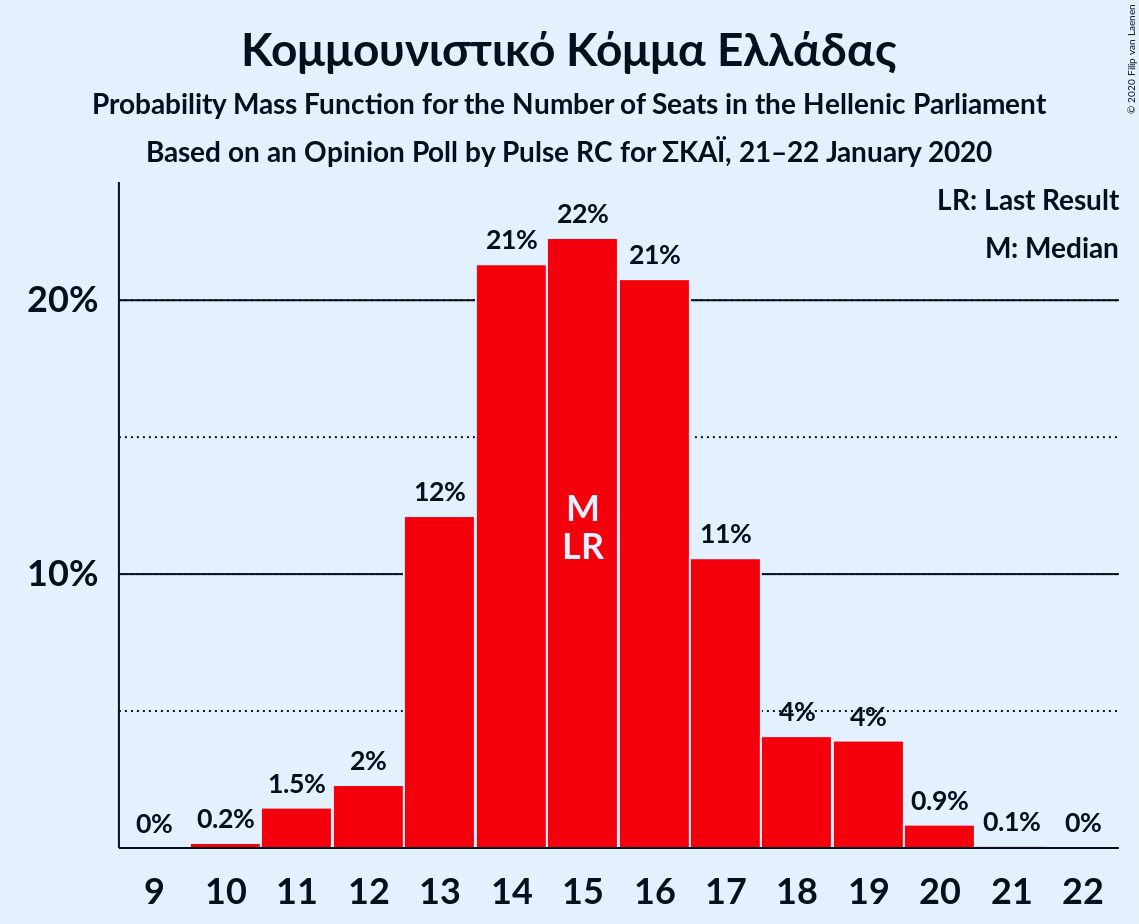 Κομμουνιστικό Κόμμα Ελλάδας
Probability Mass Function for the Number of Seats in the Hellenic Parliament
Based on an Opinion Poll by Pulse RC for ΣΚΑΪ, 21–22 January 2020
© 2020 Filip van Laenen
LR: Last Result
M: Median
20%
10%
0%
0.2%
1.5%
2%
12%
21%
22%
21%
11%
4%
4%
0.9%
0.1%
0%
M
LR
9 10 11 12 13 14 15 16 17 18 19 20 21 22